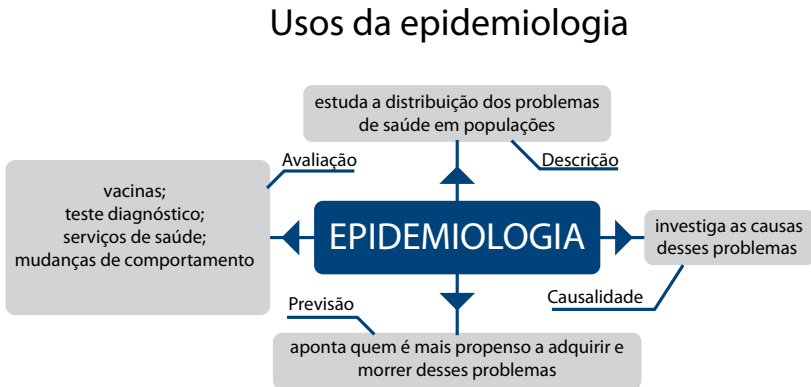 Usos da epidemiologia
estuda a distribuição dos problemas
de saúde em populações
Avaliação
Descrição
vacinas;
teste diagnóstico;
serviços de saúde;
mudanças de comportamento
EPIDEMIOLOGIA
investiga as causas
desses problemas
Previsão
Causalidade
aponta quem é mais propenso a adquirir e
morrer desses problemas